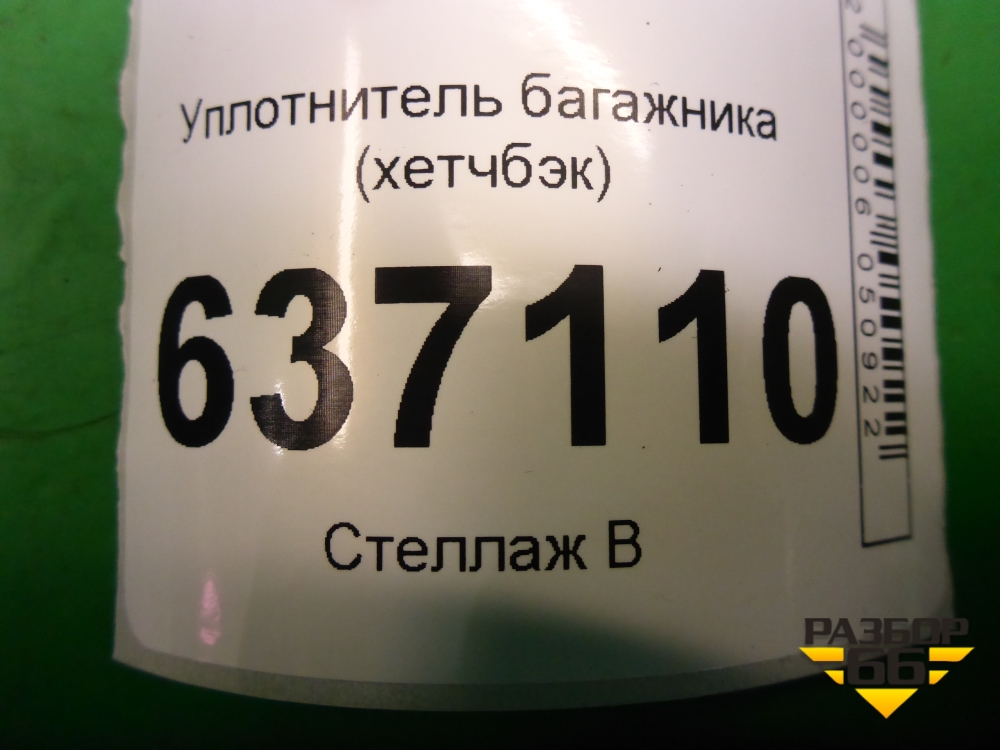 Уплотнитель багажника
(хетчбэк)
637110
Стеллаж В
2000006050922
РАЗБОР
66